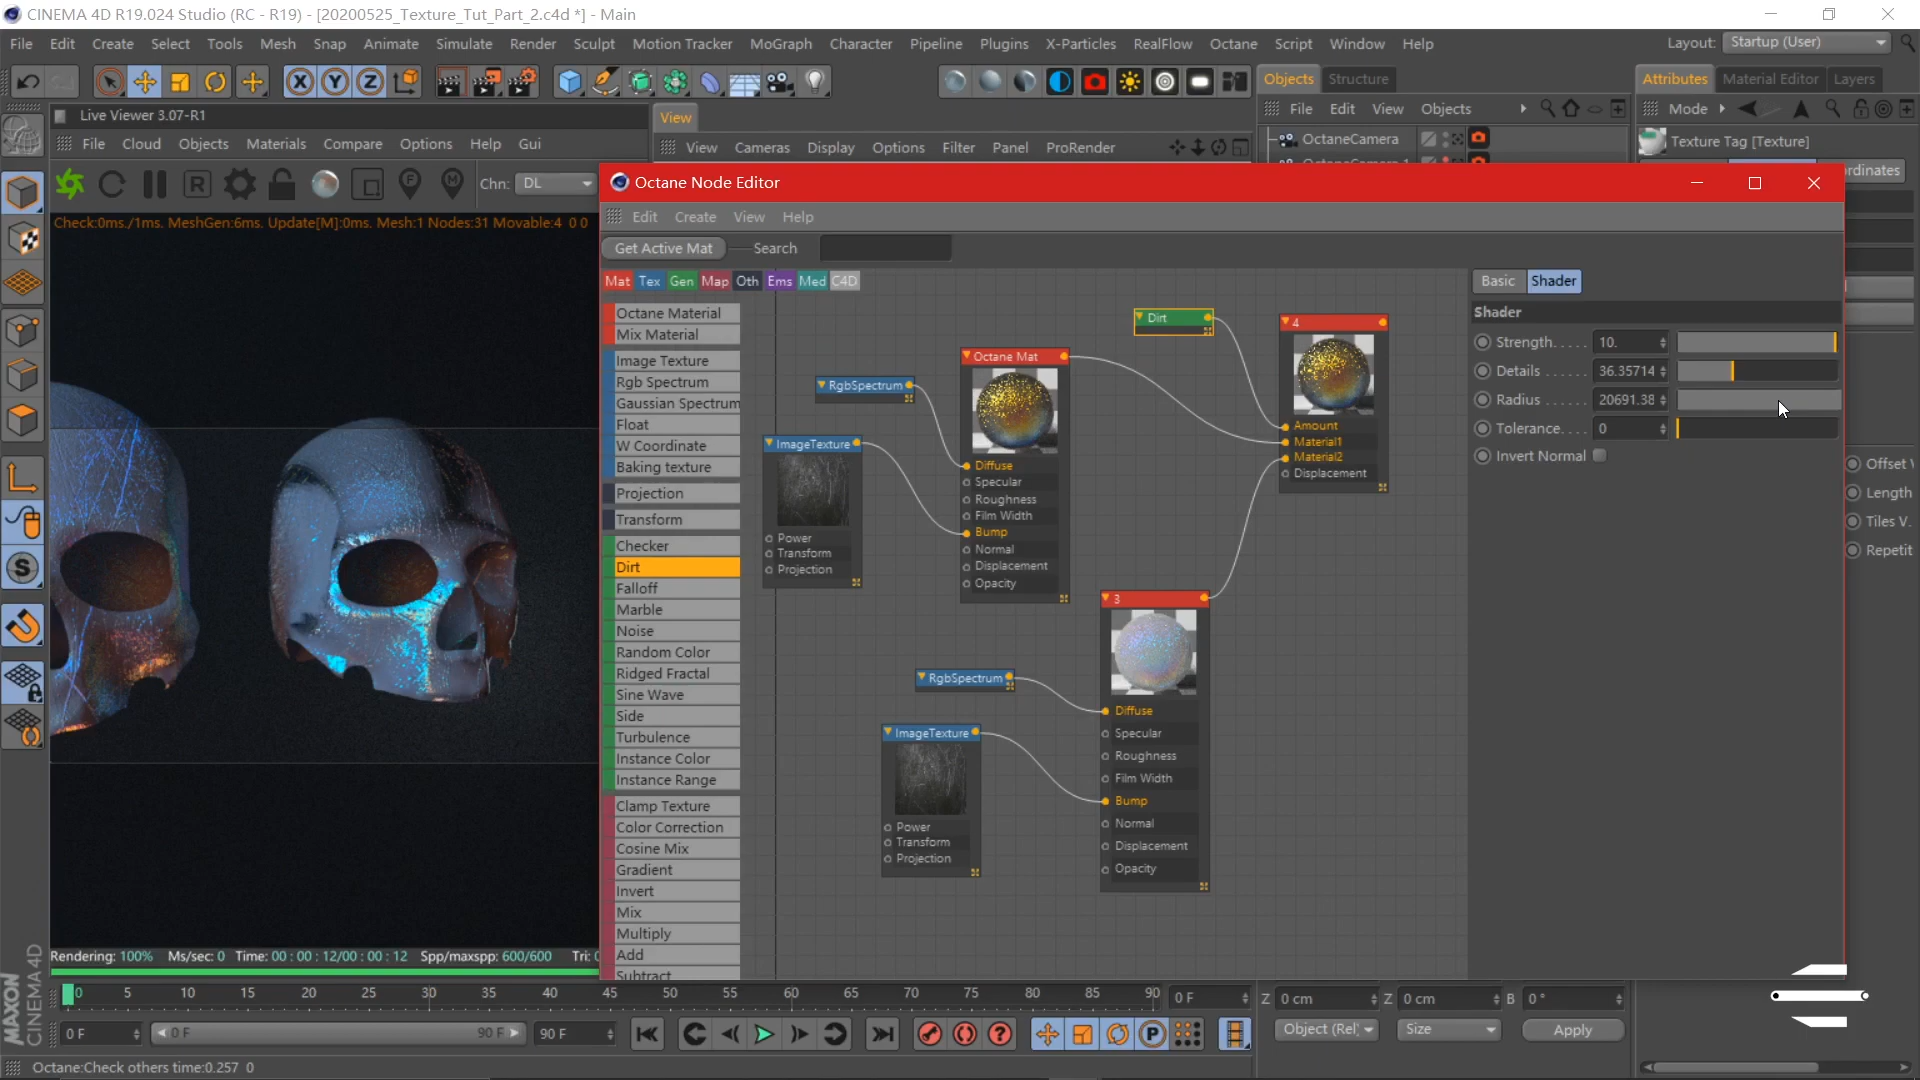 CINEMA 4D R19.024 Studio (RC - R19) - [20200525_Texture_Tut_Part_2.c4d *] - Main
File Edit Create Select Tools Mesh Snap Animate Simulate Render Sculpt Motion Tracker MoGraph Character Pipeline Plugins X-Particles RealFlow Octane Script Window Help Layout: Startup (User)
X Y Z
Objects Structure
Attributes Material Editor Layers
Live Viewer 3.07-R1
View
File Edit View Objects
Mode
File Cloud Objects Materials Compare Options Help Gui
View Cameras Display Options Filter Panel ProRender
OctaneCamera
Texture Tag [Texture]
rdinates
R F M Chn: DL
Octane Node Editor
Check:0ms./1ms. MeshGen:6ms. Update[M]:0ms. Mesh:1 Nodes:31 Movable:4 0 0
Edit Create View Help
Get Active Mat Search
Mat Tex Gen Map Oth Ems Med C4D
Octane Material
Mix Material
Image Texture
Rgb Spectrum
Gaussian Spectrum
Float
W Coordinate
Baking texture
Projection
Transform
Checker
Dirt
Falloff
Marble
Noise
Random Color
Ridged Fractal
Sine Wave
Side
Turbulence
Instance Color
Instance Range
Clamp Texture
Color Correction
Cosine Mix
Gradient
Invert
Mix
Multiply
Add
Subtract
Dirt
4
Amount
Material1
Material2
Displacement
Octane Mat
Diffuse
Specular
Roughness
Film Width
Bump
Normal
Displacement
Opacity
RgbSpectrum
ImageTexture
Power
Transform
Projection
3
Diffuse
Specular
Roughness
Film Width
Bump
Normal
Displacement
Opacity
RgbSpectrum
ImageTexture
Power
Transform
Projection
Basic Shader
Shader
Strength..... 10.
Details ...... 36.35714
Radius ...... 20691.38
Tolerance.... 0
Invert Normal
Offset
Length
Tiles V.
Repetit
S
Rendering: 100% Ms/sec: 0 Time: 00 : 00 : 12/00 : 00 : 12 Spp/maxspp: 600/600 Tri:
0 5 10 15 20 25 30 35 40 45 50 55 60 65 70 75 80 85 90 0 F
Z 0 cm Z 0 cm B 0 °
0 F 0 F 90 F 90 F ? P
Object (Rel) Size Apply
MAXON
CINEMA 4D
Octane:Check others time:0.257 0